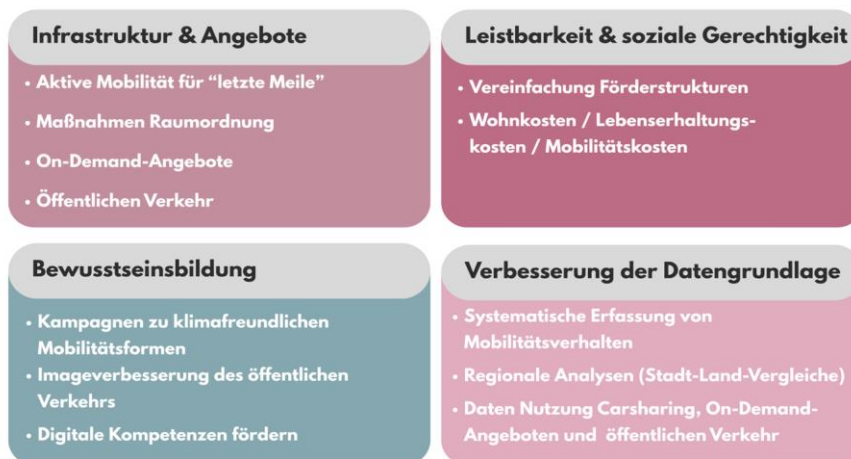 Infrastruktur & Angebote
• Aktive Mobilität für “letzte Meile”
• Maßnahmen Raumordnung
• On-Demand-Angebote
• Öffentlichen Verkehr
Leistbarkeit & soziale Gerechtigkeit
• Vereinfachung Förderstrukturen
• Wohnkosten / Lebenserhaltungs-
kosten / Mobilitätskosten
Bewusstseinsbildung
• Kampagnen zu klimafreundlichen
Mobilitätsformen
• Imageverbesserung des öffentlichen
Verkehrs
• Digitale Kompetenzen fördern
Verbesserung der Datengrundlage
• Systematische Erfassung von
Mobilitätsverhalten
• Regionale Analysen (Stadt-Land-Vergleiche)
• Daten Nutzung Carsharing, On-Demand-
Angeboten und öffentlichen Verkehr